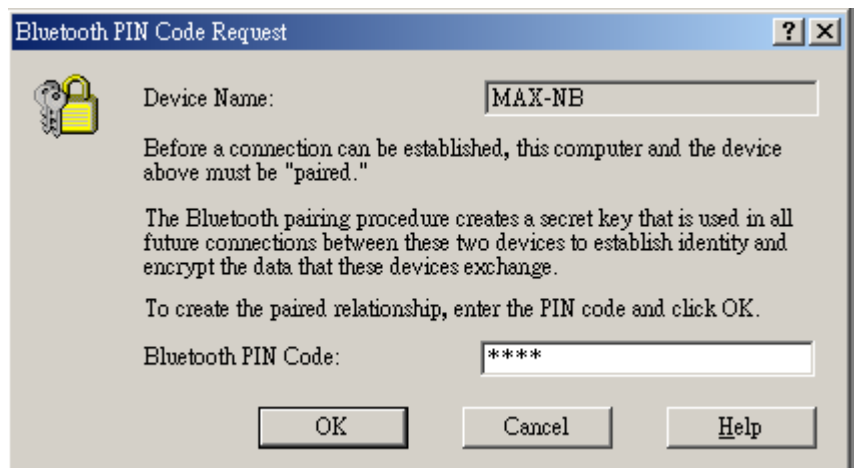 Bluetooth PIN Code Request
Device Name: MAX-NB
Before a connection can be established, this computer and the device
above must be "paired."
The Bluetooth pairing procedure creates a secret key that is used in all
future connections between these two devices to establish identity and
encrypt the data that these devices exchange.
To create the paired relationship, enter the PIN code and click OK.
Bluetooth PIN Code: ****
OK Cancel Help